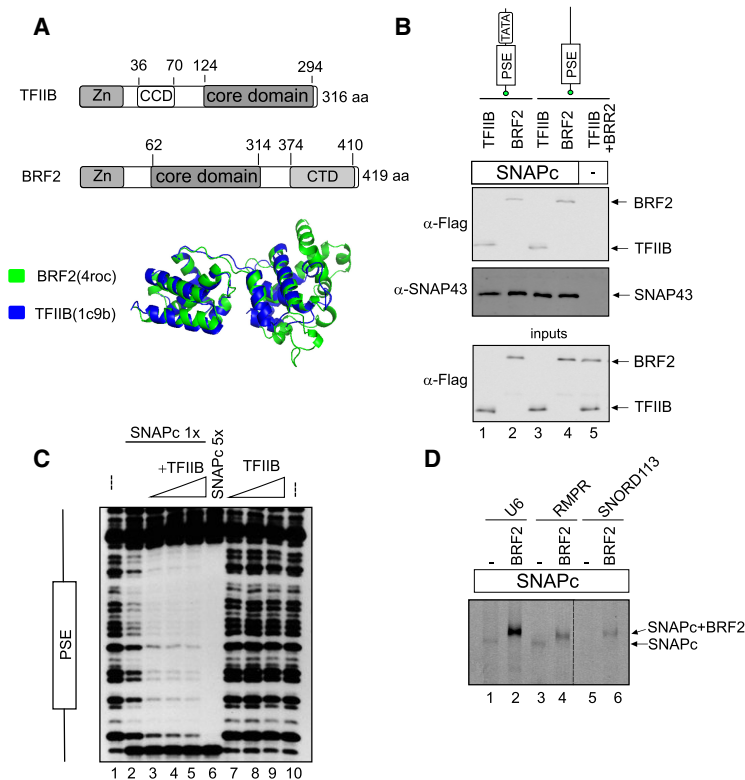 A
36 70 124 294
TFIIB Zn CCD core domain 316 aa
62 314 374 410
BRF2 Zn core domain CTD 419 aa
BRF2(4roc)
TFIIB(1c9b)
B
PSE TATA
PSE
TFIIB BRF2 TFIIB BRF2 TFIIB +BRR2
SNAPc -
α-Flag
BRF2
TFIIB
α-SNAP43 SNAP43
inputs
α-Flag
BRF2
TFIIB
1 2 3 4 5
C
SNAPc 1x
+TFIIB SNAPc 5x TFIIB
PSE
1 2 3 4 5 6 7 8 9 10
D
U6 RMPR SNORD113
- BRF2 - BRF2 - BRF2
SNAPc
SNAPc+BRF2
SNAPc
1 2 3 4 5 6